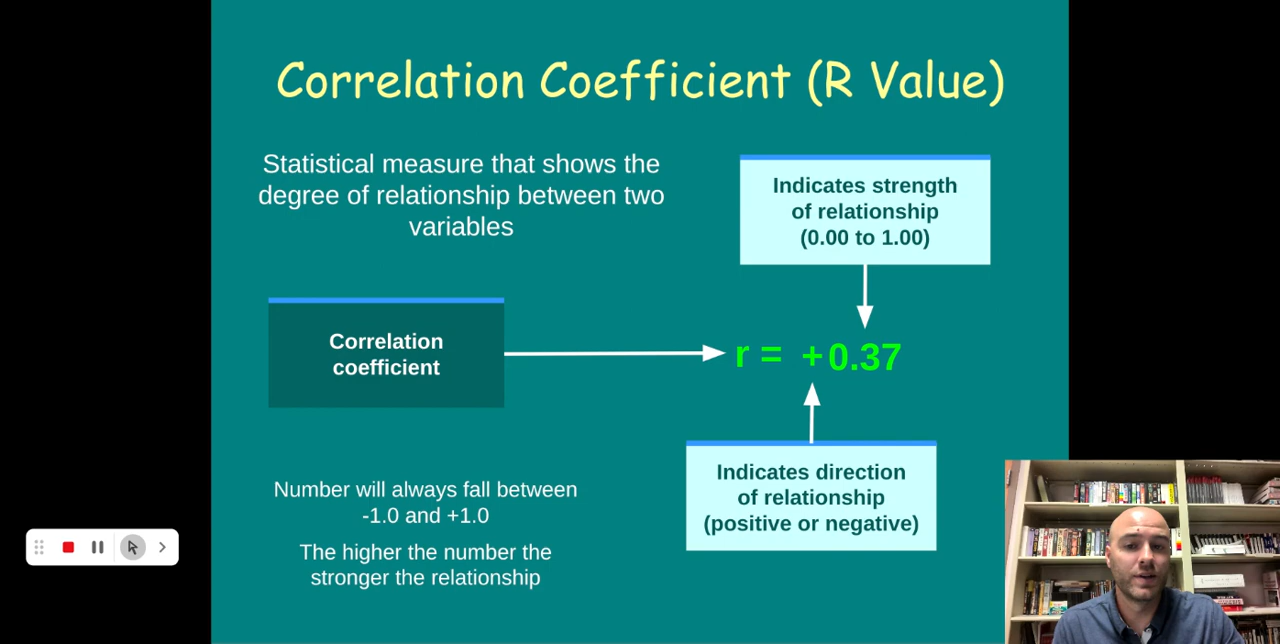 Correlation Coefficient (R Value)
Statistical measure that shows the
degree of relationship between two
variables
Indicates strength
of relationship
(0.00 to 1.00)
Correlation
coefficient
r = +0.37
Indicates direction
of relationship
(positive or negative)
Number will always fall between
-1.0 and +1.0
The higher the number the
stronger the relationship